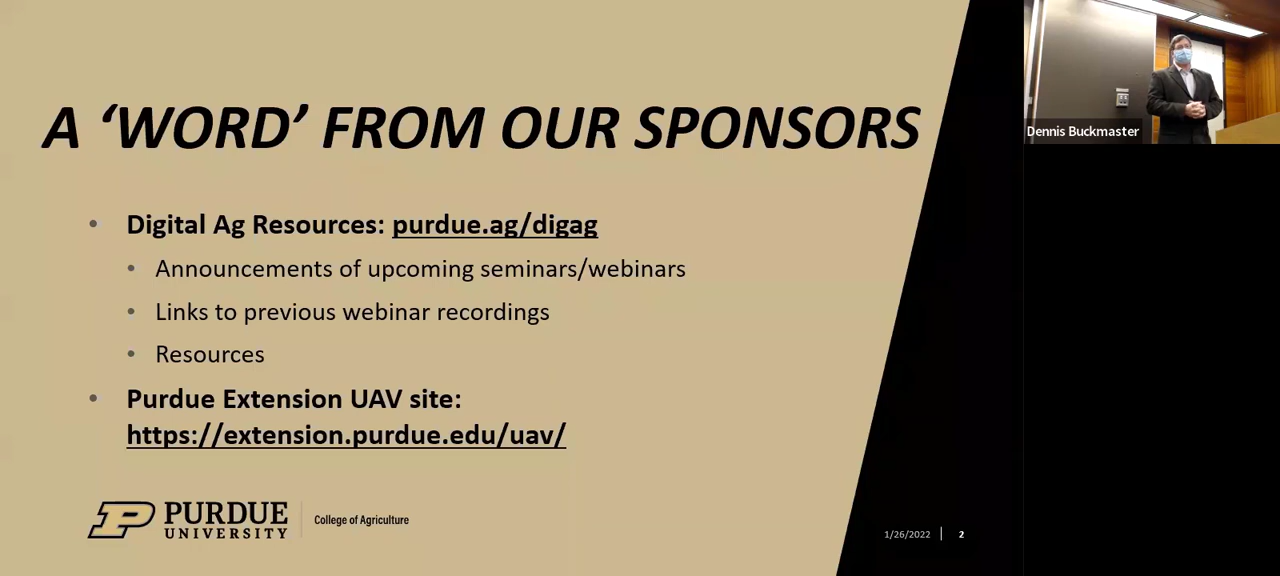 A ‘WORD’ FROM OUR SPONSORS
• Digital Ag Resources: purdue.ag/digag
• Announcements of upcoming seminars/webinars
• Links to previous webinar recordings
• Resources
• Purdue Extension UAV site:
https://extension.purdue.edu/uav/
PURDUE
UNIVERSITY
College of Agriculture
1/26/2022 | 2
Dennis Buckmaster